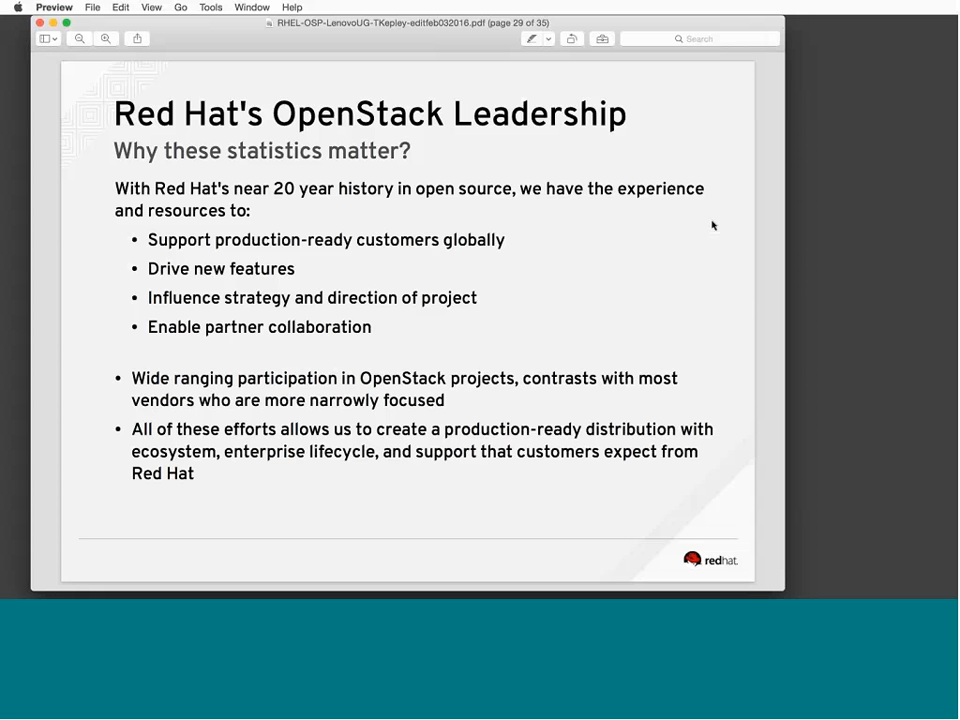 Preview File Edit View Go Tools Window Help
RHEL-OSP-LenovoUG-TKepley-editfeb032016.pdf (page 29 of 35)
Search
Red Hat's OpenStack Leadership
Why these statistics matter?
With Red Hat's near 20 year history in open source, we have the experience
and resources to:
• Support production-ready customers globally
• Drive new features
• Influence strategy and direction of project
• Enable partner collaboration
• Wide ranging participation in OpenStack projects, contrasts with most
vendors who are more narrowly focused
• All of these efforts allows us to create a production-ready distribution with
ecosystem, enterprise lifecycle, and support that customers expect from
Red Hat
redhat.